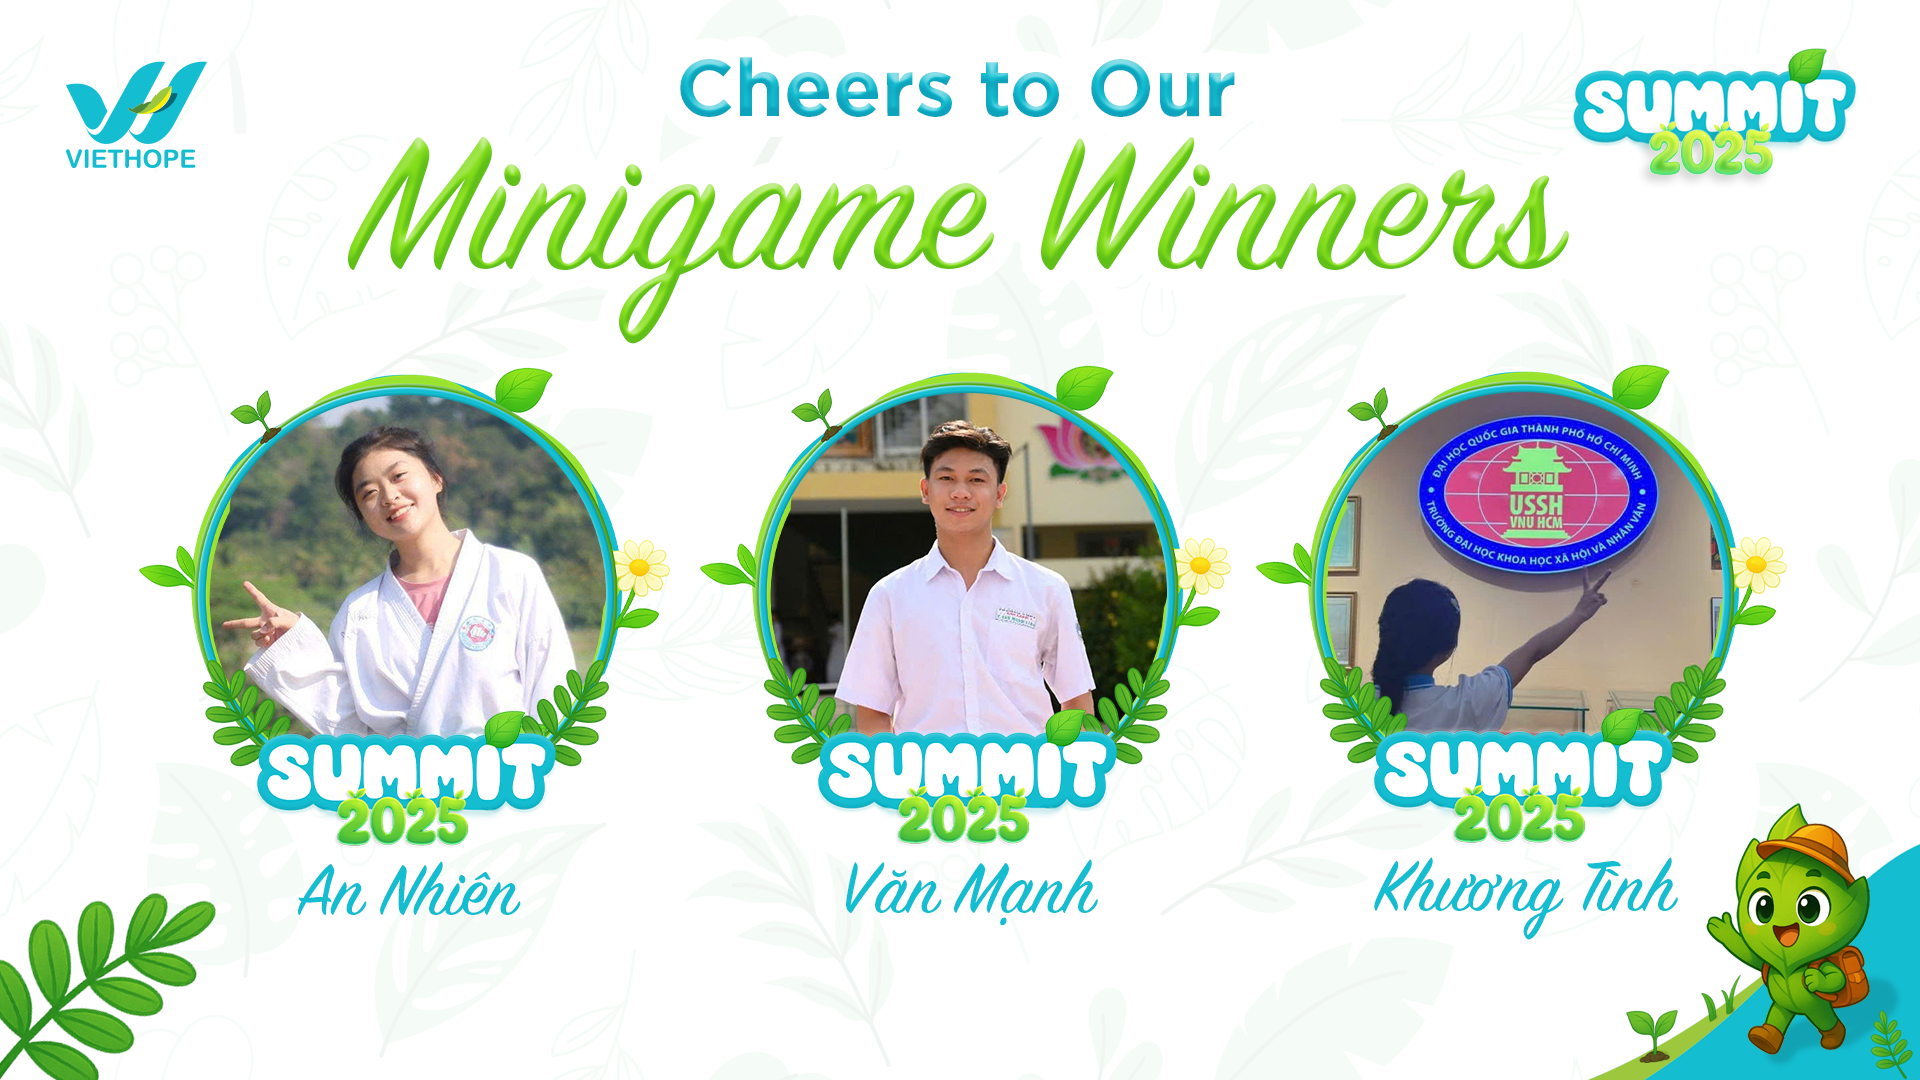 VIETHOPE
Cheers to Our
Minigame Winners
SUMMIT
2025
ĐẠI HỌC QUỐC GIA THÀNH PHỐ HỒ CHÍ MINH
USSH
VNU HCM
TRƯỜNG ĐẠI HỌC KHOA HỌC XÃ HỘI VÀ NHÂN VĂN
SUMMIT
2025
SUMMIT
2025
SUMMIT
2025
An Nhiên
Văn Mạnh
Khương Tình